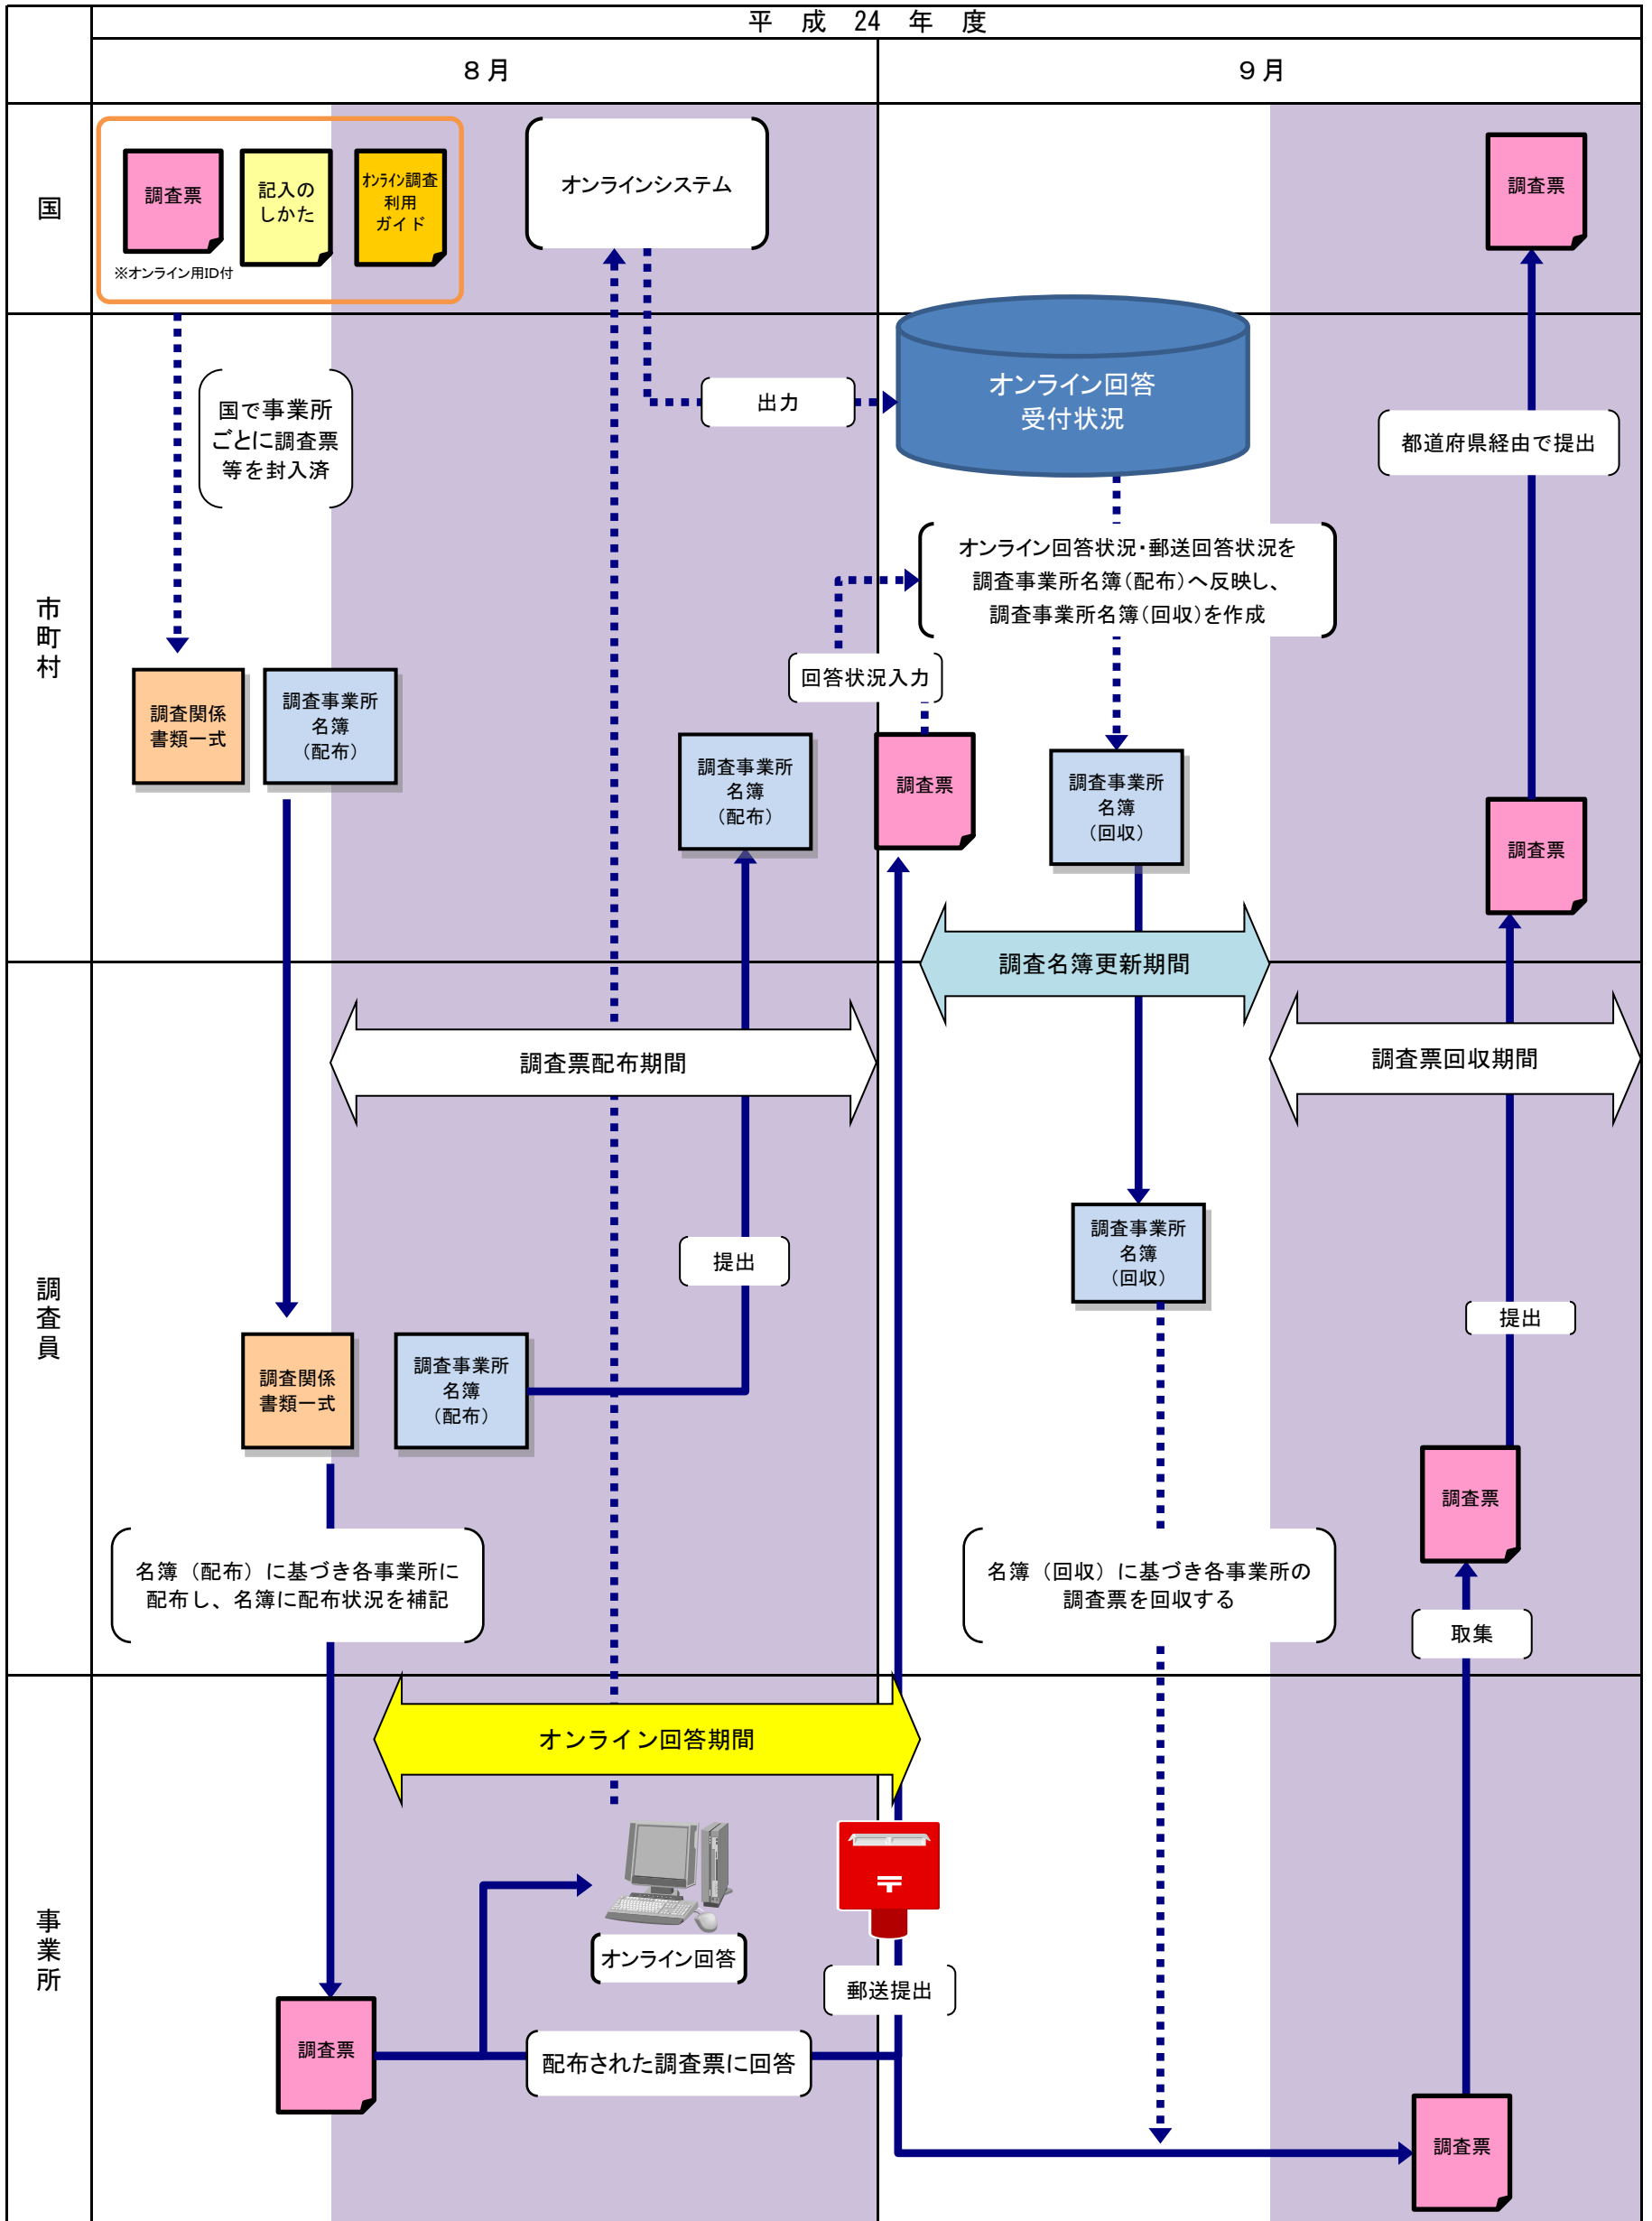 平　成　24　年　度
８月
９月
国
調査票
※オンライン用ID付
記入の
しかた
オンライン調査
利用
ガイド
オンラインシステム
調査票
市
町
村
国で事業所
ごとに調査票
等を封入済
出力
オンライン回答
受付状況
都道府県経由で提出
オンライン回答状況・郵送回答状況を
調査事業所名簿（配布）へ反映し、
調査事業所名簿（回収）を作成
回答状況入力
調査関係
書類一式
調査事業所
名簿
（配布）
調査事業所
名簿
（配布）
調査票
調査事業所
名簿
（回収）
調査票
調査名簿更新期間
調査票配布期間
調査票回収期間
調
査
員
提出
調査事業所
名簿
（回収）
提出
調査関係
書類一式
調査事業所
名簿
（配布）
調査票
名簿（配布）に基づき各事業所に
配布し、名簿に配布状況を補記
名簿（回収）に基づき各事業所の
調査票を回収する
取集
オンライン回答期間
事
業
所
〒
オンライン回答
郵送提出
調査票
配布された調査票に回答
調査票